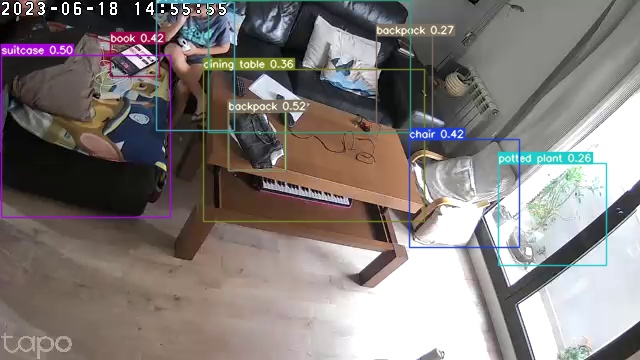 2023-06-18 14:55:55
backpack 0.27
book 0.42
suitcase 0.50
dining table 0.36
backpack 0.52
chair 0.42
potted plant 0.26
tapo